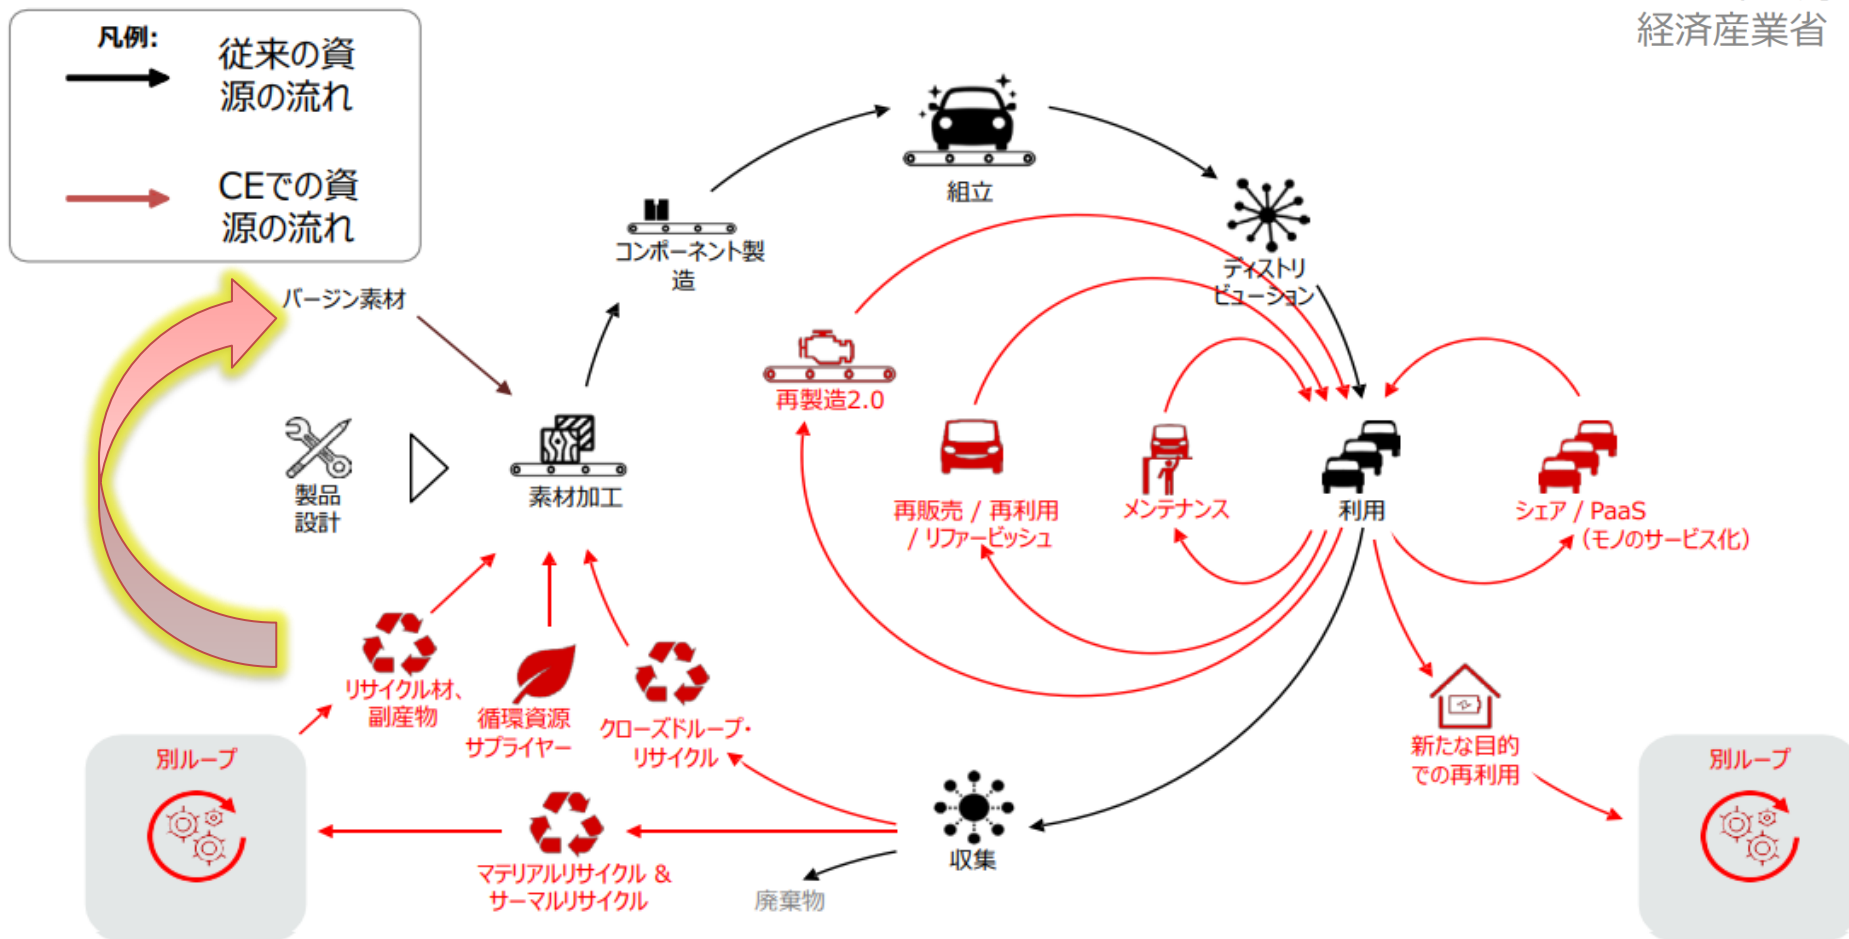 経済産業省
凡例:
従来の資
源の流れ
CEでの資
源の流れ
組立
コンポーネント製
造
ディストリ
ビューション
バージン素材
再製造2.0
製品
設計
素材加工
再販売 / 再利用
/ リファービッシュ
メンテナンス
利用
シェア / PaaS
(モノのサービス化)
リサイクル材、
副産物
循環資源
サプライヤー
クローズドループ・
リサイクル
新たな目的
での再利用
別ループ
別ループ
収集
マテリアルリサイクル &
サーマルリサイクル
廃棄物